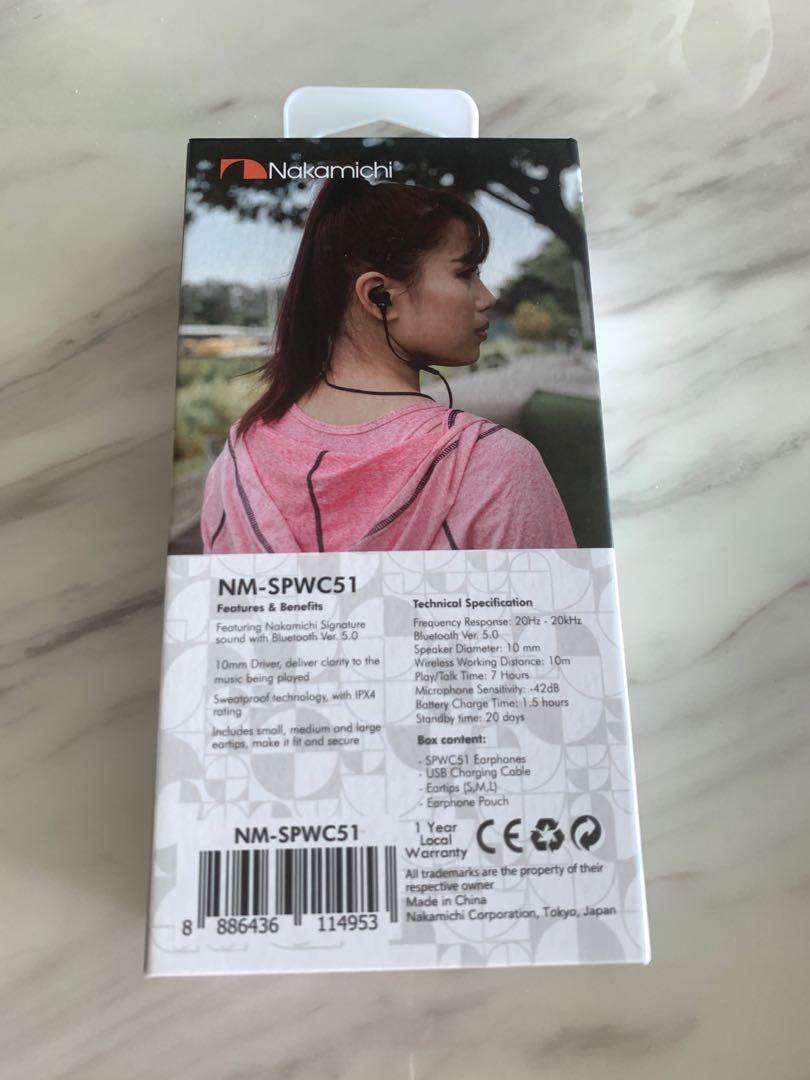 Nakamichi
NM-SPWC51
Features & Benefits
Featuring Nakamichi Signature
sound with Bluetooth Ver. 5.0
10mm Driver, deliver clarity to the
music being played
Sweatproof technology, with IPX4
rating
Includes small, medium and large
eartips, make it fit and secure
Technical Specification
Frequency Response: 20Hz - 20kHz
Bluetooth Ver. 5.0
Speaker Diameter: 10 mm
Wireless Working Distance: 10m
Play/Talk Time: 7 Hours
Microphone Sensitivity: -42dB
Battery Charge Time: 1.5 hours
Standby time: 20 days
Box content:
- SPWC51 Earphones
- USB Charging Cable
- Eartips (S,M,L)
- Earphone Pouch
NM-SPWC51
8 886436 114953
1 Year
Local
Warranty
CE
All trademarks are the property of their
respective owner
Made in China
Nakamichi Corporation, Tokyo, Japan